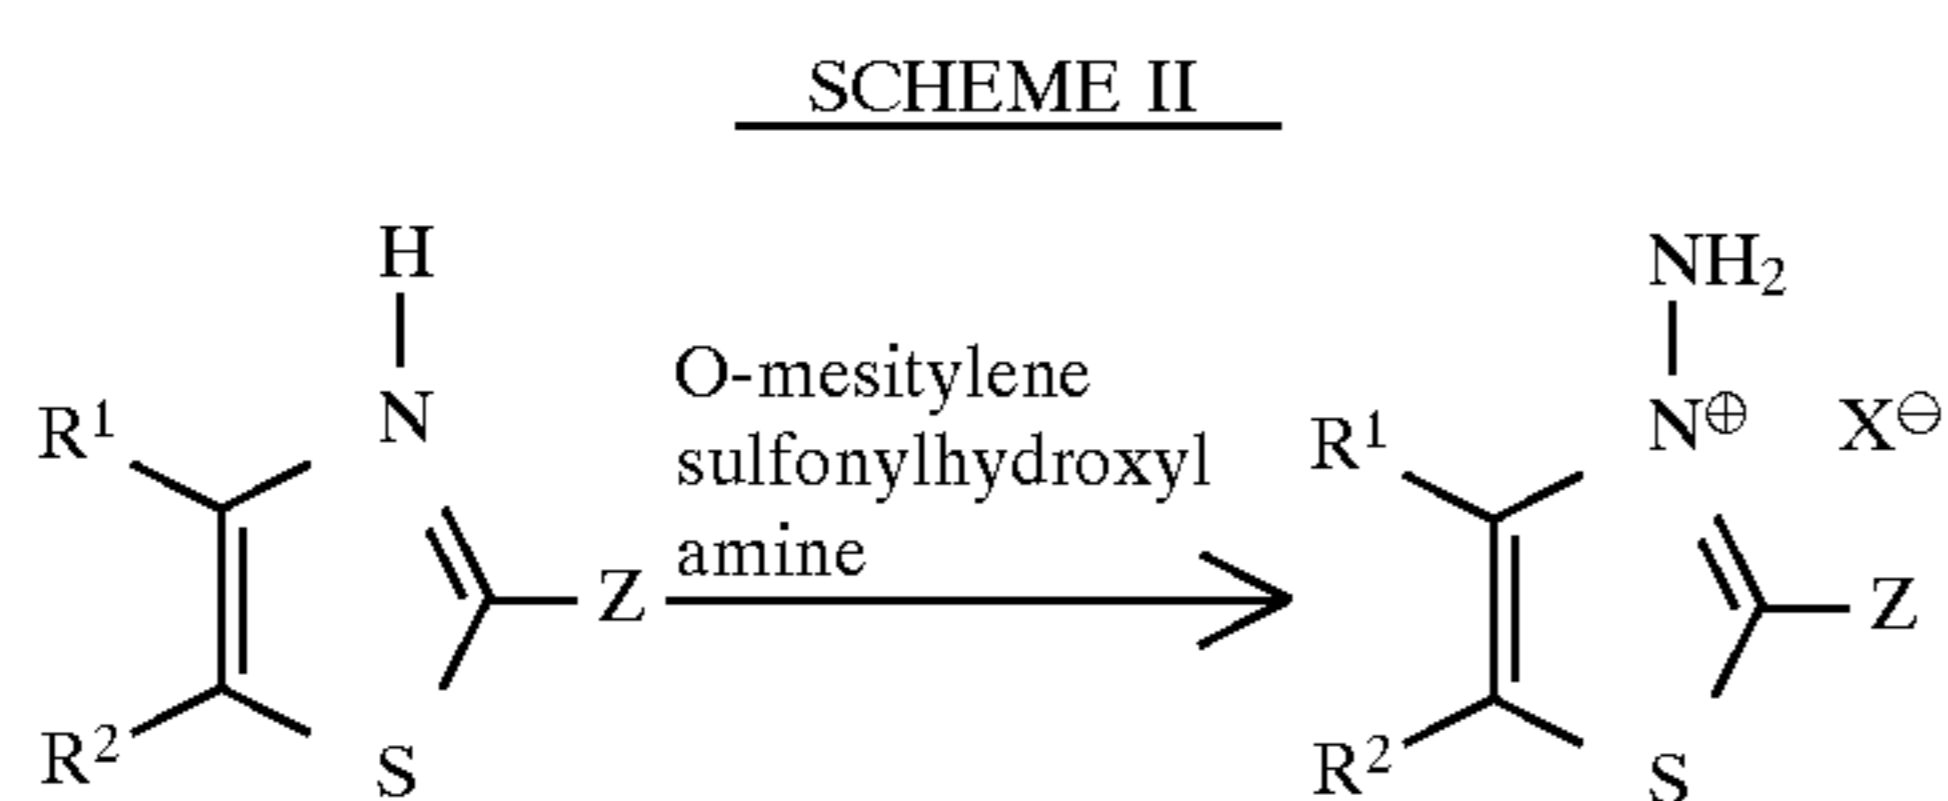 SCHEME II
H
N
R¹
Z
R²
S
O-mesitylene
sulfonylhydroxyl
amine
NH₂
N⊕ X⊖
R¹
Z
R²
S